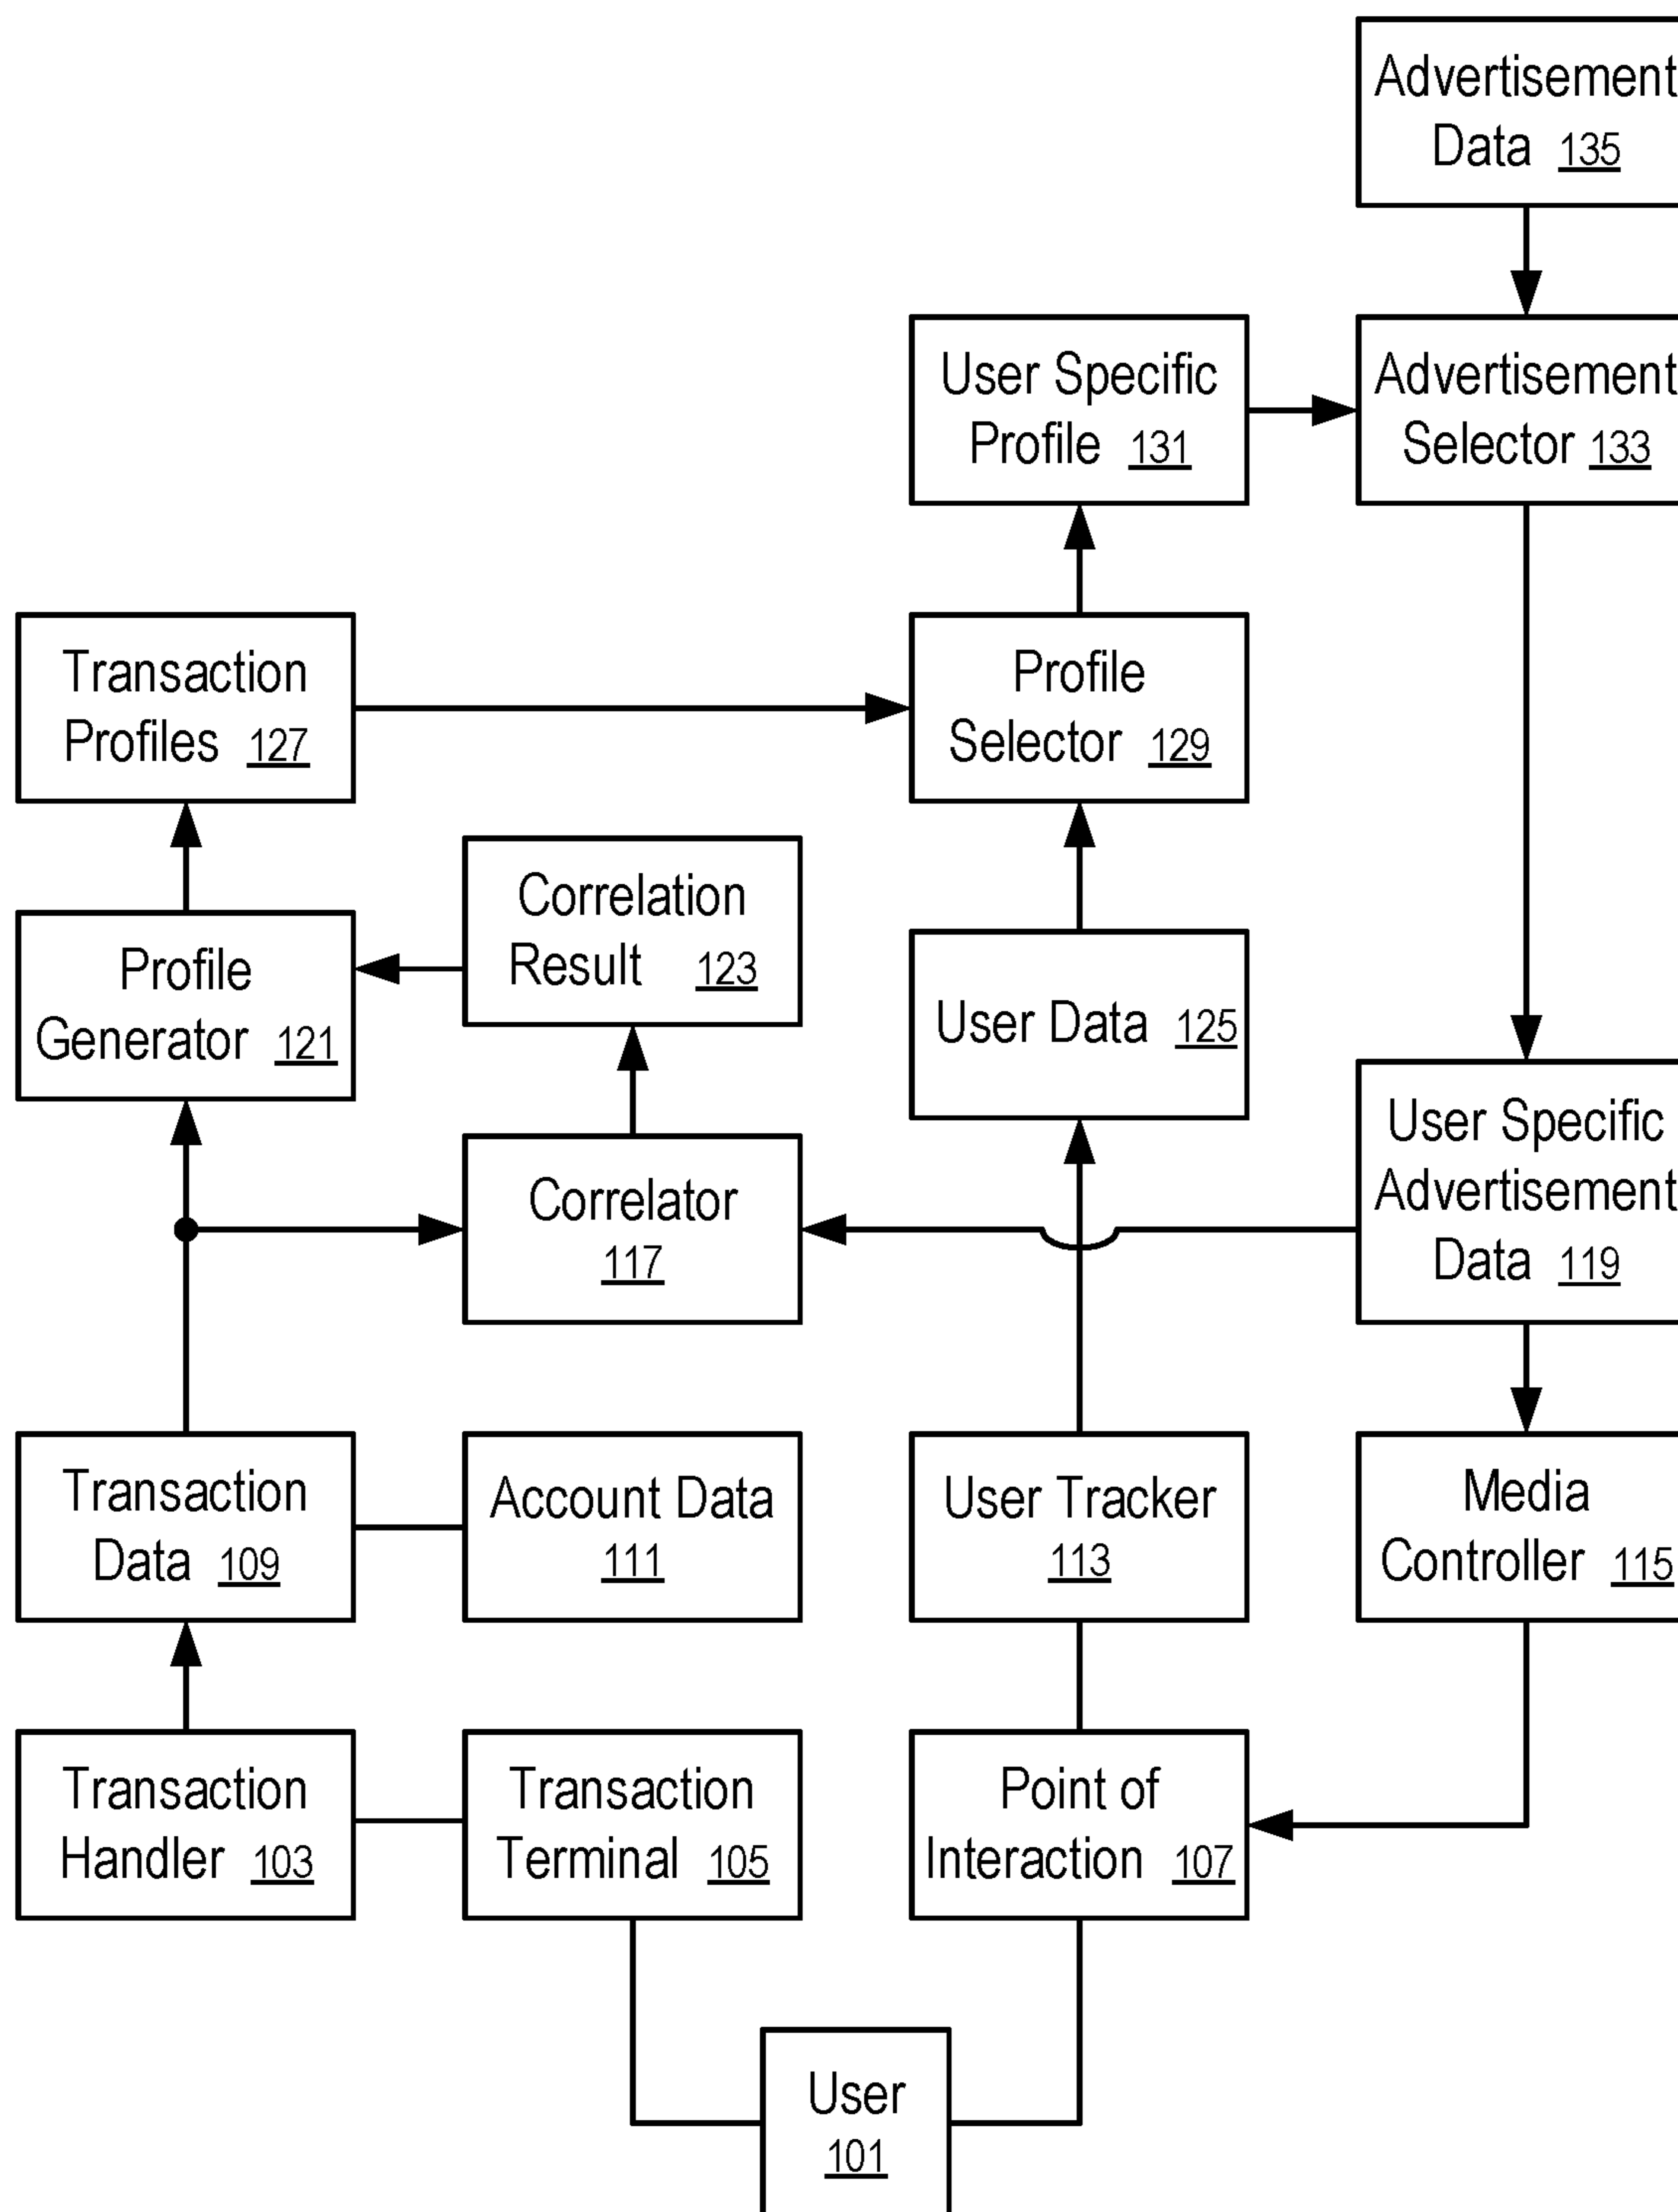 Advertisement
Data 135
User Specific
Profile 131
Advertisement
Selector 133
Transaction
Profiles 127
Profile
Selector 129
Correlation
Result 123
Profile
Generator 121
User Data 125
User Specific
Advertisement
Data 119
Correlator
117
Transaction
Data 109
Account Data
111
User Tracker
113
Media
Controller 115
Transaction
Handler 103
Transaction
Terminal 105
Point of
Interaction 107
User
101